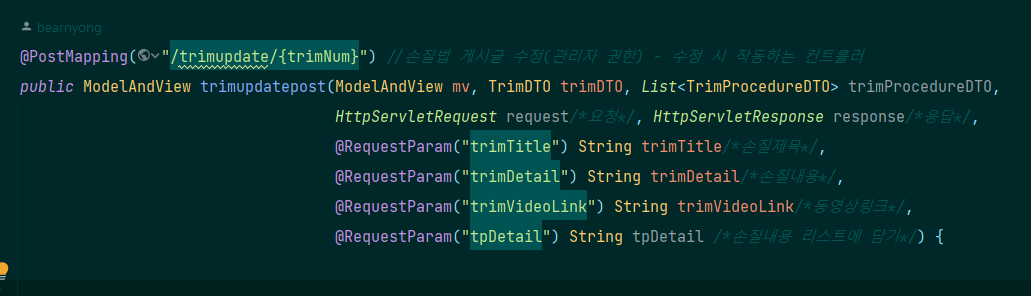 bearnyong
@PostMapping("/trimupdate/{trimNum}") //손질법 게시글 수정(관리자 권한) - 수정 시 작동하는 컨트롤러
public ModelAndView trimupdatepost(ModelAndView mv, TrimDTO trimDTO, List<TrimProcedureDTO> trimProcedureDTO,
HttpServletRequest request/*요청*/, HttpServletResponse response/*응답*/,
@RequestParam("trimTitle") String trimTitle/*손질제목*/,
@RequestParam("trimDetail") String trimDetail/*손질내용*/,
@RequestParam("trimVideoLink") String trimVideoLink/*동영상링크*/,
@RequestParam("tpDetail") String tpDetail /*손질내용 리스트에 담기*/) {